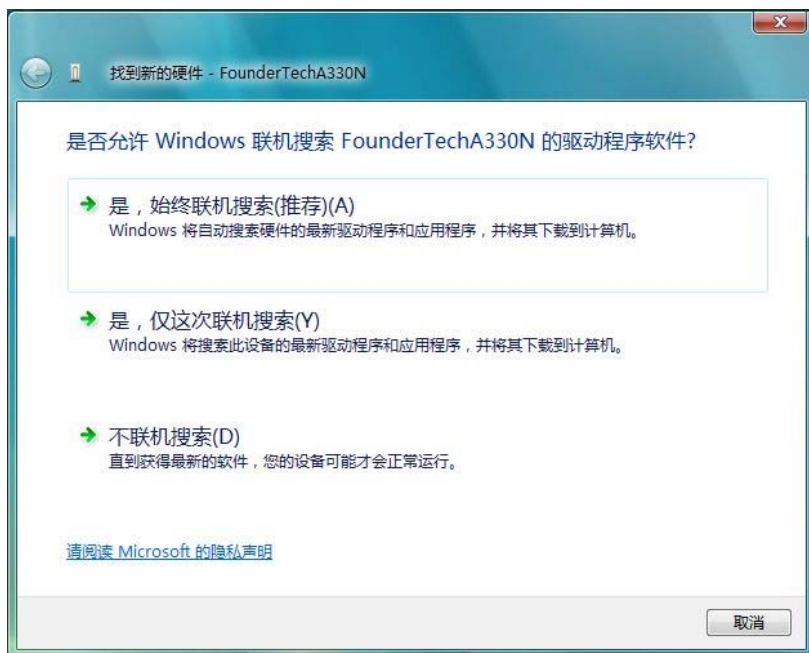 找到新的硬件 - FounderTechA330N
是否允许 Windows 联机搜索 FounderTechA330N 的驱动程序软件?
是，始终联机搜索(推荐)(A)
Windows 将自动搜索硬件的最新驱动程序和应用程序，并将其下载到计算机。
是，仅这次联机搜索(Y)
Windows 将搜索此设备的最新驱动程序和应用程序，并将其下载到计算机。
不联机搜索(D)
直到获得最新的软件，您的设备可能才会正常运行。
请阅读 Microsoft 的隐私声明
取消